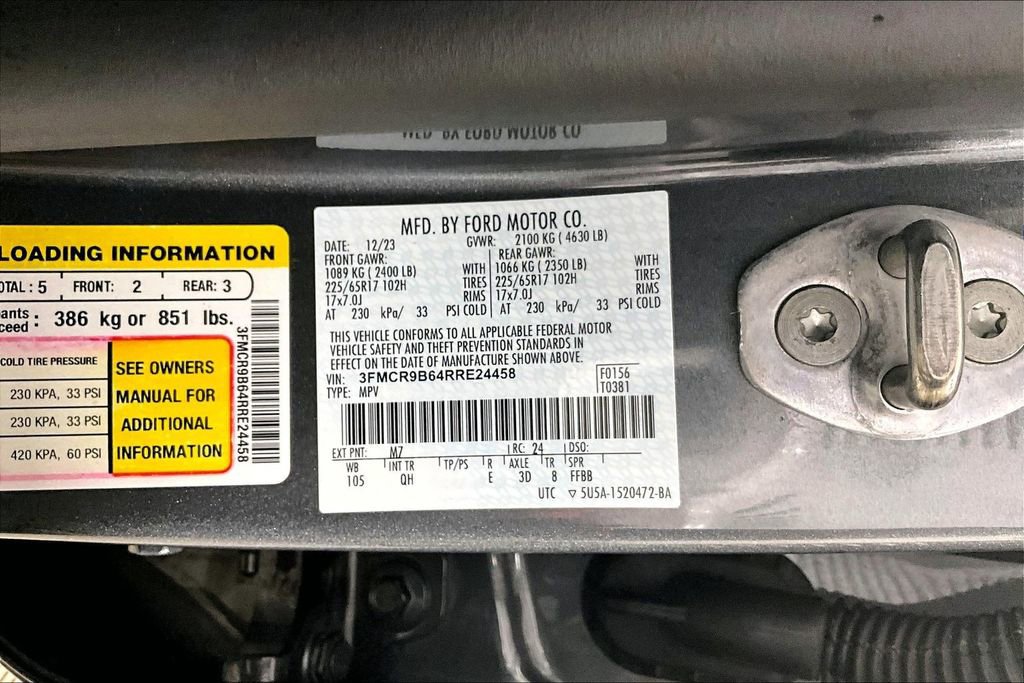 MFD. BY FORD MOTOR CO
LOADING INFORMATION
OTAL : 5 FRONT: 2 REAR: 3
pants
ceed : 386 kg or 851 lbs.
COLD TIRE PRESSURE
230 KPA, 33 PSI
230 KPA, 33 PSI
420 KPA, 60 PSI
SEE OWNERS
MANUAL FOR
ADDITIONAL
INFORMATION
3FMCR9B64RRE24458
MFD. BY FORD MOTOR CO.
DATE: 12/23 GVWR: 2100 KG ( 4630 LB)
FRONT GAWR: REAR GAWR:
1089 KG ( 2400 LB) WITH 1066 KG ( 2350 LB) WITH
225/65R17 102H TIRES 225/65R17 102H TIRES
17x7.0J RIMS 17x7.0J RIMS
AT 230 kPa/ 33 PSI COLD AT 230 kPa/ 33 PSI COLD
THIS VEHICLE CONFORMS TO ALL APPLICABLE FEDERAL MOTOR
VEHICLE SAFETY AND THEFT PREVENTION STANDARDS IN
EFFECT ON THE DATE OF MANUFACTURE SHOWN ABOVE.
VIN: 3FMCR9B64RRE24458 F0156
TYPE: MPV T0381
EXT PNT: M7 RC: 24 DSO:
WB INT TR TP/PS R AXLE TR SPR
105 QH E 3D 8 FFBB
UTC ▽ 5U5A-1520472-BA